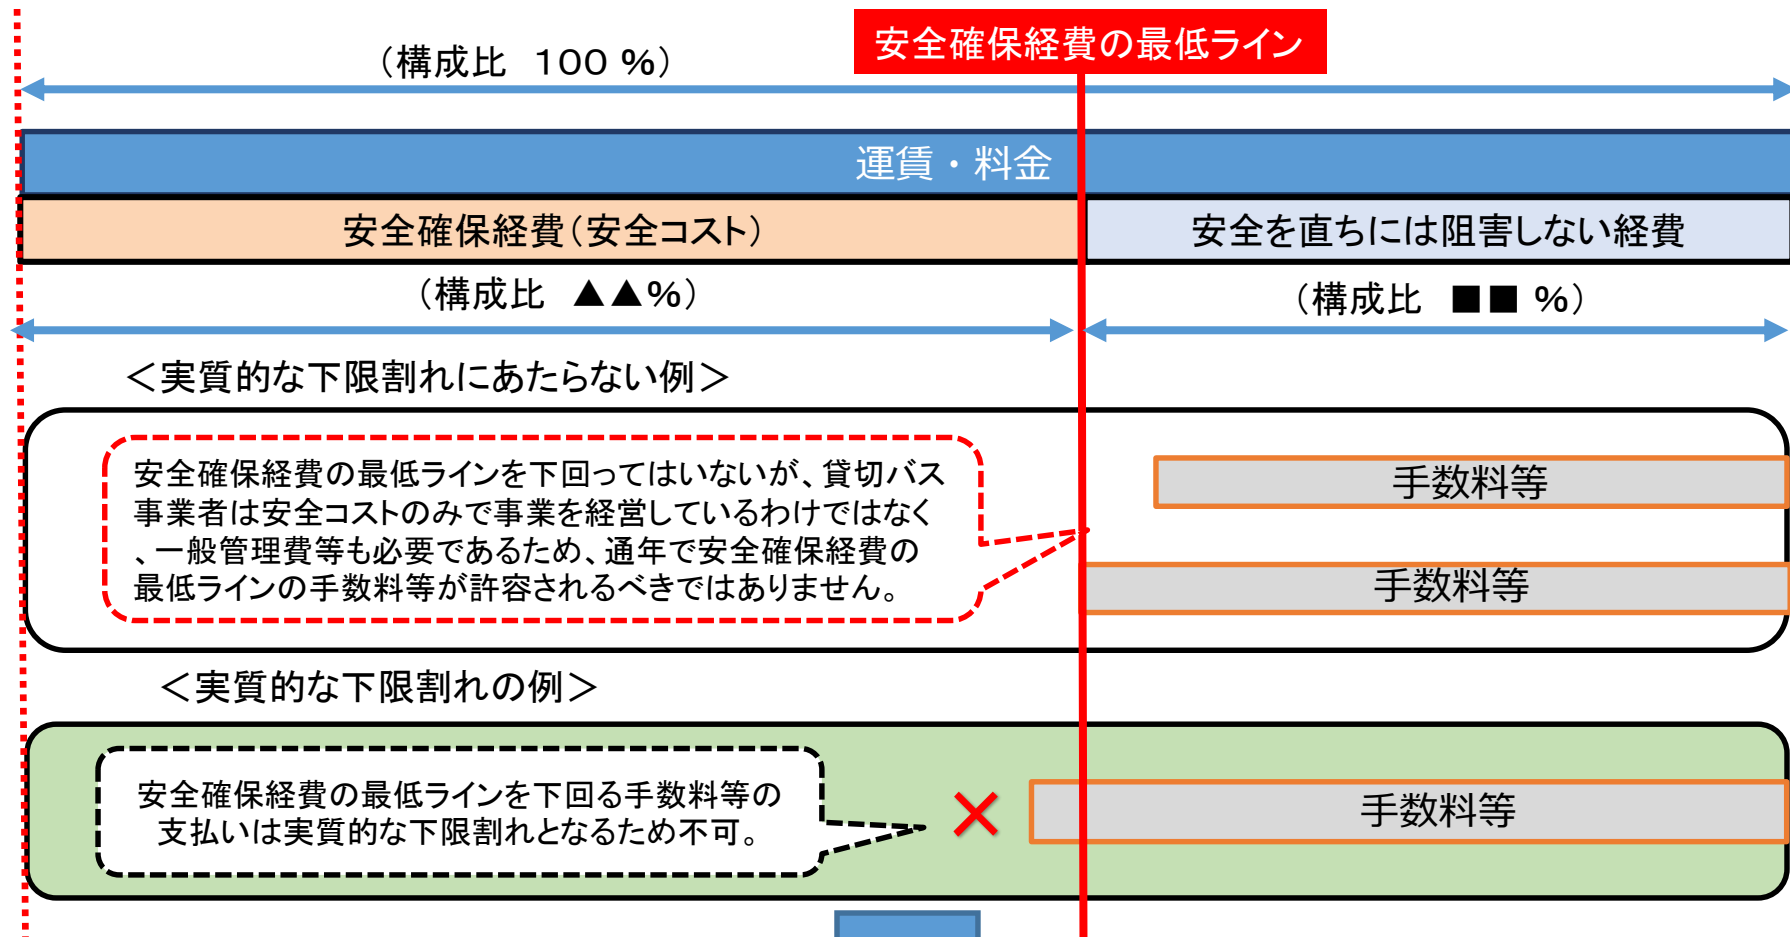 安全確保経費の最低ライン
（構成比　１００ %）
運賃・料金
安全確保経費（安全コスト）
安全を直ちには阻害しない経費
（構成比　▲▲%）
（構成比　■■ %）
＜実質的な下限割れにあたらない例＞
安全確保経費の最低ラインを下回ってはいないが、貸切バス
事業者は安全コストのみで事業を経営しているわけではなく
、一般管理費等も必要であるため、通年で安全確保経費の
最低ラインの手数料等が許容されるべきではありません。
手数料等
手数料等
＜実質的な下限割れの例＞
安全確保経費の最低ラインを下回る手数料等の
支払いは実質的な下限割れとなるため不可。
手数料等